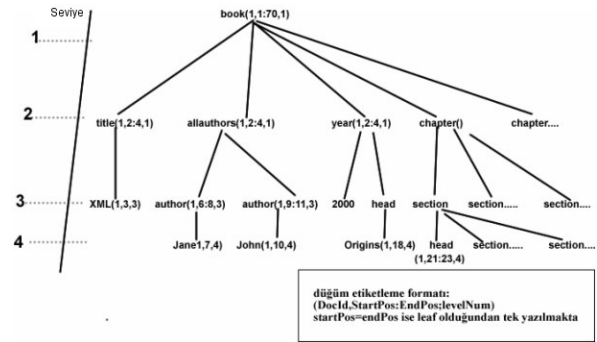 Seviye
book(1,1:70,1)
1
2
title(1,2:4,1) allauthors(1,2:4,1) year(1,2:4,1) chapter() chapter....
3
XML(1,3,3) author(1,6:8,3) author(1,9:11,3) 2000 head section section..... section....
4
Jane1,7,4) John(1,10,4) Origins(1,18,4) head section..... section....
(1,21:23,4)
düğüm etiketleme formatı:
(DocId,StartPos:EndPos;levelNum)
startPos=endPos ise leaf olduğundan tek yazılmakta